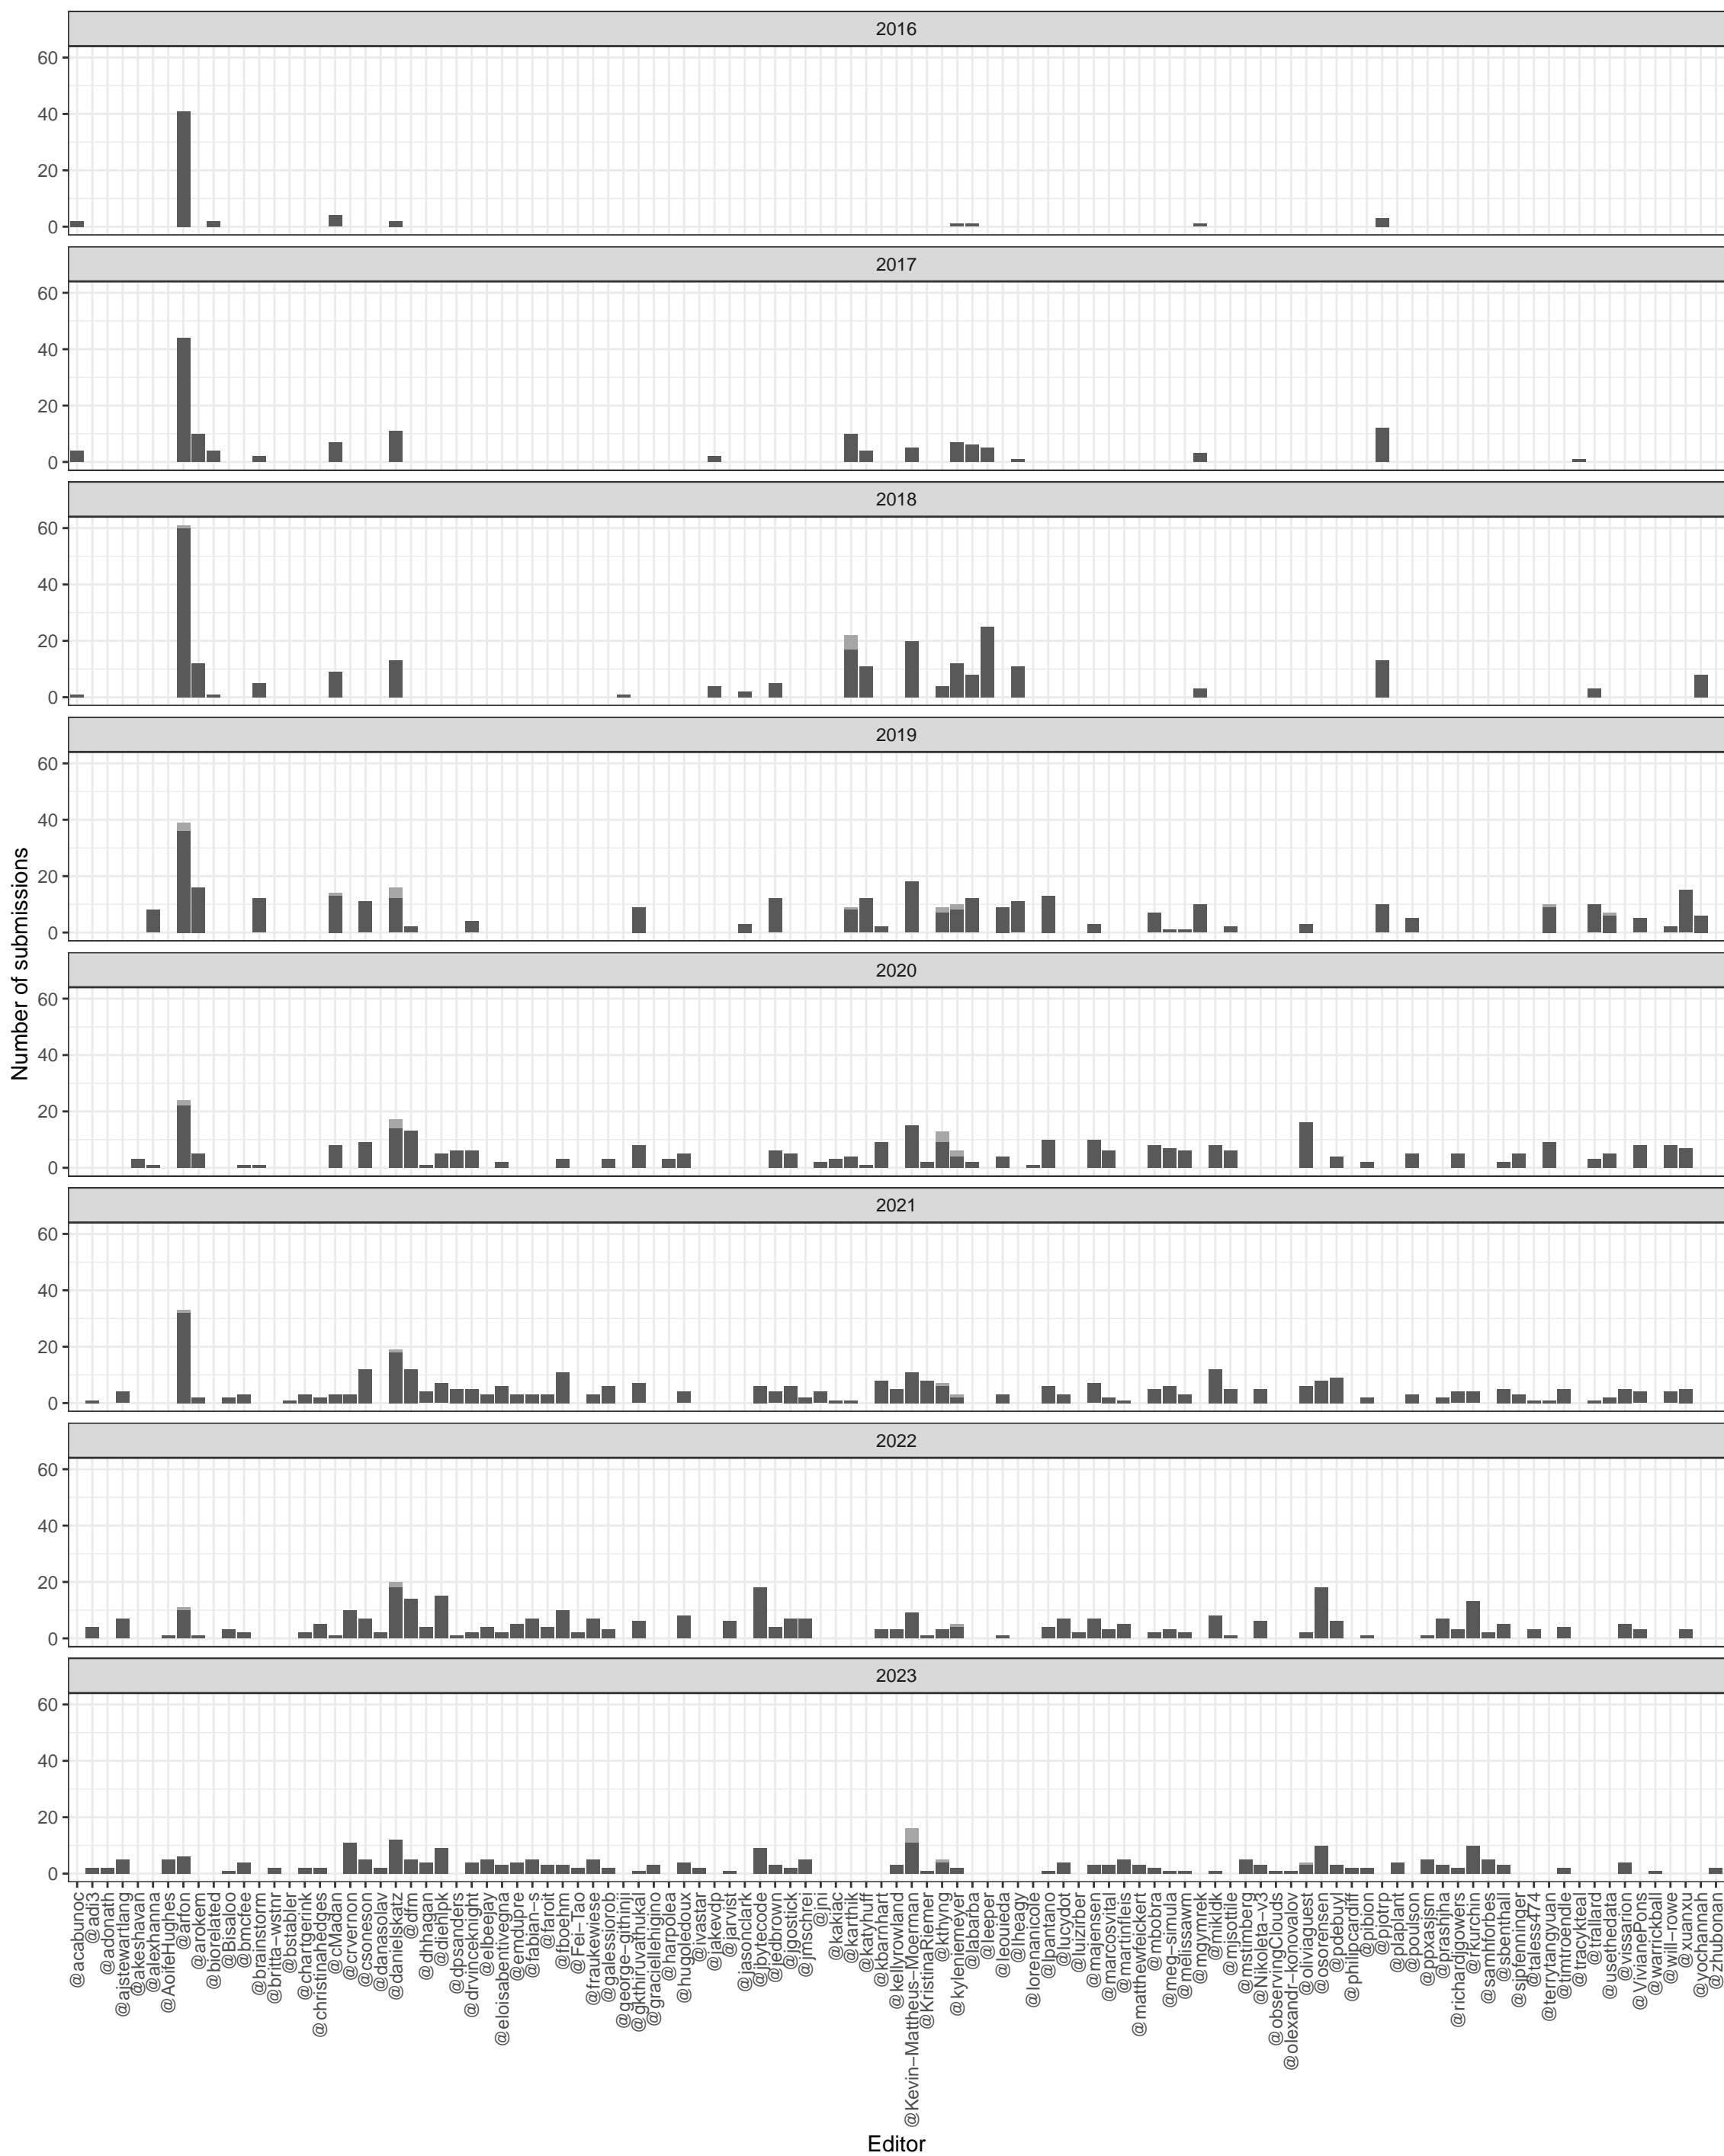 2016
60
40
20
0
2017
60
40
20
0
2018
60
40
20
0
2019
60
40
20
0
2020
60
40
20
0
2021
60
40
20
0
2022
60
40
20
0
2023
60
40
20
0
Number of submissions
@acabunoc
@adi3
@adonath
@ajstewartlang
@akeshavan
@alexhanna
@AoifeHughes
@arfon
@arokem
@biorelated
@Bisaloo
@bmcfee
@brainstorm
@britta−wstnr
@bstabler
@chartgerink
@christinahedges
@cMadan
@crvernon
@csoneson
@danasolav
@danielskatz
@dfm
@dhhagan
@diehlpk
@dpsanders
@drvinceknight
@elbeejay
@eloisabentivegna
@emdupre
@fabian−s
@faroit
@fboehm
@Fei−Tao
@fraukewiese
@galessiorob
@george−githinji
@gkthiruvathukal
@graciellehigino
@harpolea
@hugoledoux
@ivastar
@jakevdp
@jarvist
@jasonclark
@jbytecode
@jedbrown
@jgostick
@jmschrei
@jni
@kakiac
@karthik
@katyhuff
@kbarnhart
@kellyrowland
@Kevin−Mattheus−Moerman
@KristinaRiemer
@kthyng
@kyleniemeyer
@labarba
@leeper
@leouieda
@lheagy
@lorenanicole
@lpantano
@lucydot
@luizirber
@majensen
@marcosvital
@martinfleis
@matthewfeickert
@mbobra
@meg−simula
@melissawm
@mgymrek
@mikldk
@misottile
@mstimberg
@Nikoleta−v3
@observingClouds
@olexandr−konovalov
@oliviaguest
@osorensen
@pdebuyl
@philipcardiff
@pibion
@pjotrp
@plaplant
@poulson
@ppxasjsm
@prashjha
@richardjgowers
@rkurchin
@samhforbes
@sbenthall
@sjpfenninger
@taless474
@terrytangyuan
@timtroendle
@tracykteal
@trallard
@usethedata
@vissarion
@VivianePons
@warrickball
@will−rowe
@xuanxu
@yochannah
@zhubonan
Editor